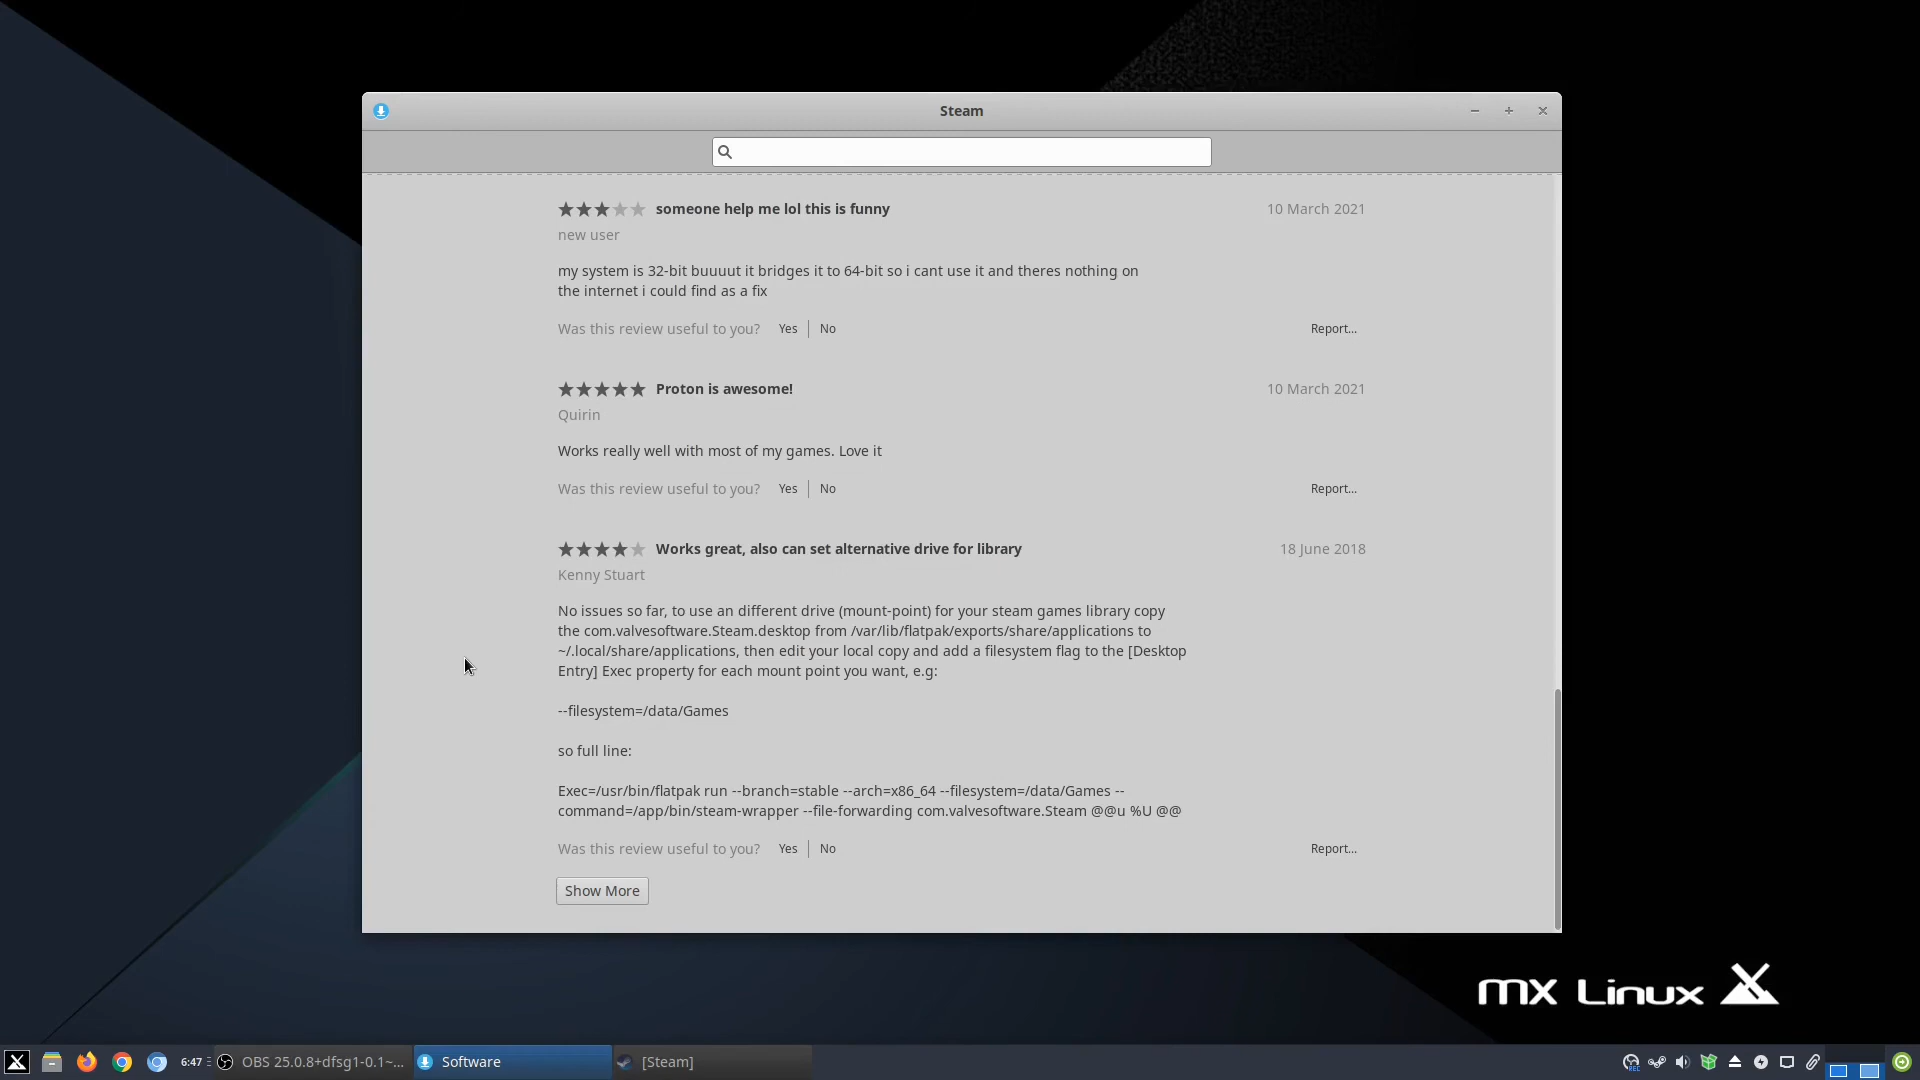 Steam
someone help me lol this is funny
10 March 2021
new user
my system is 32-bit buuuut it bridges it to 64-bit so i cant use it and theres nothing on
the internet i could find as a fix
Was this review useful to you? Yes No Report...
Proton is awesome!
10 March 2021
Quirin
Works really well with most of my games. Love it
Was this review useful to you? Yes No Report...
Works great, also can set alternative drive for library
18 June 2018
Kenny Stuart
No issues so far, to use an different drive (mount-point) for your steam games library copy
the com.valvesoftware.Steam.desktop from /var/lib/flatpak/exports/share/applications to
~/.local/share/applications, then edit your local copy and add a filesystem flag to the [Desktop
Entry] Exec property for each mount point you want, e.g:
--filesystem=/data/Games
so full line:
Exec=/usr/bin/flatpak run --branch=stable --arch=x86_64 --filesystem=/data/Games --
command=/app/bin/steam-wrapper --file-forwarding com.valvesoftware.Steam @@u %U @@
Was this review useful to you? Yes No Report...
Show More
mx Linux
6:47 OBS 25.0.8+dfsg1-0.1~... Software [Steam] REC